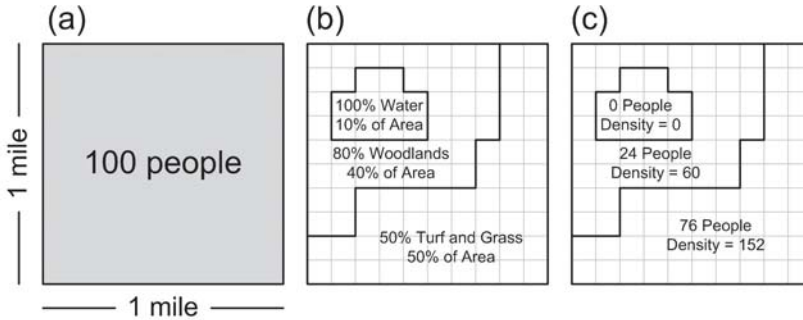 (a)
1 mile
100 people
1 mile
(b)
100% Water
10% of Area
80% Woodlands
40% of Area
50% Turf and Grass
50% of Area
(c)
0 People
Density = 0
24 People
Density = 60
76 People
Density = 152